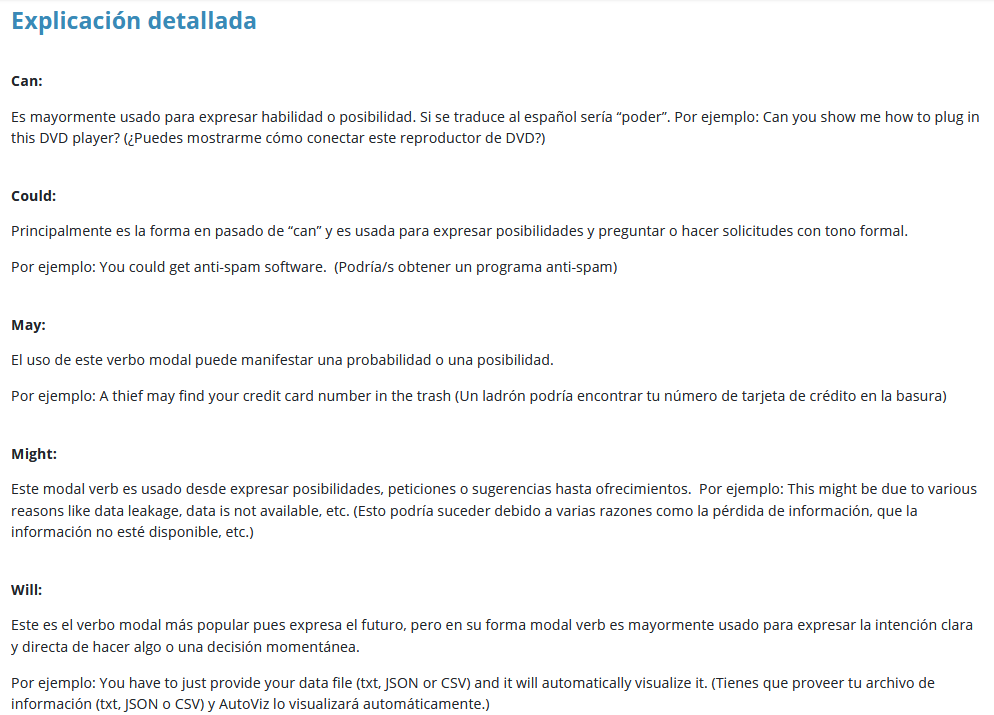 Explicación detallada
Can:
Es mayormente usado para expresar habilidad o posibilidad. Si se traduce al español sería “poder”. Por ejemplo: Can you show me how to plug in
this DVD player? (¿Puedes mostrarme cómo conectar este reproductor de DVD?)
Could:
Principalmente es la forma en pasado de “can” y es usada para expresar posibilidades y preguntar o hacer solicitudes con tono formal.
Por ejemplo: You could get anti-spam software.  (Podría/s obtener un programa anti-spam)
May:
El uso de este verbo modal puede manifestar una probabilidad o una posibilidad.
Por ejemplo: A thief may find your credit card number in the trash (Un ladrón podría encontrar tu número de tarjeta de crédito en la basura)
Might:
Este modal verb es usado desde expresar posibilidades, peticiones o sugerencias hasta ofrecimientos.  Por ejemplo: This might be due to various
reasons like data leakage, data is not available, etc. (Esto podría suceder debido a varias razones como la pérdida de información, que la
información no esté disponible, etc.)
Will:
Este es el verbo modal más popular pues expresa el futuro, pero en su forma modal verb es mayormente usado para expresar la intención clara
y directa de hacer algo o una decisión momentánea.
Por ejemplo: You have to just provide your data file (txt, JSON or CSV) and it will automatically visualize it. (Tienes que proveer tu archivo de
información (txt, JSON o CSV) y AutoViz lo visualizará automáticamente.)